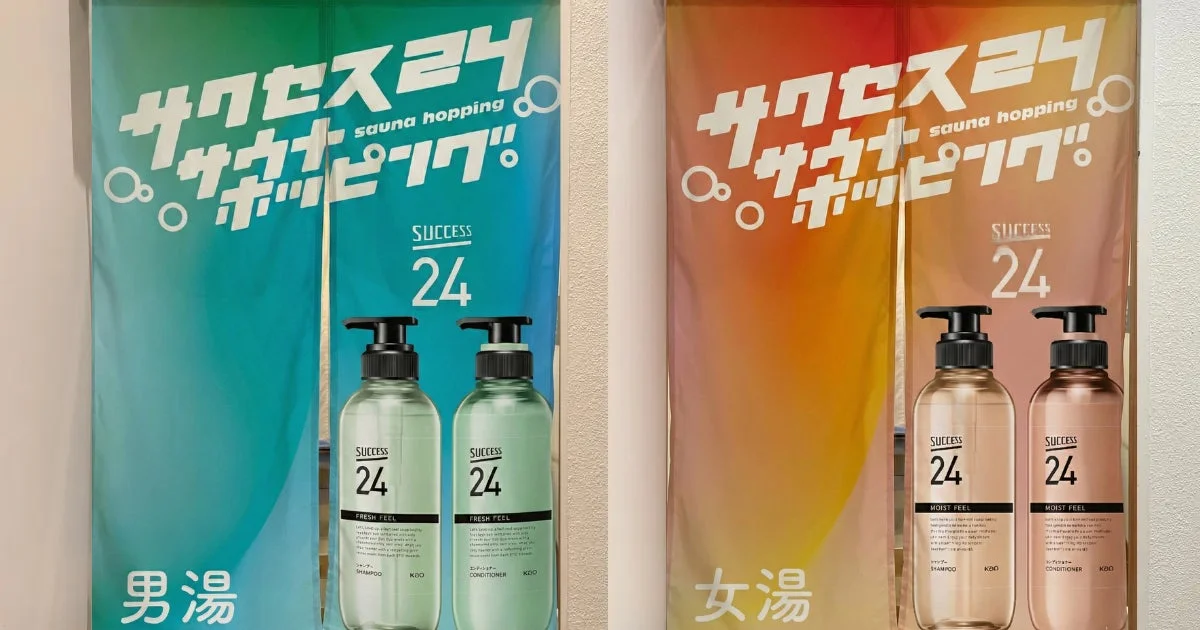 サクセス24
sauna hopping
サウナ
ホッピング
SUCCESS
24
SUCCESS
24
FRESH FEEL
シャンプー
SHAMPOO
Kao
SUCCESS
24
FRESH FEEL
コンディショナー
CONDITIONER
Kao
男湯
サクセス24
sauna hopping
サウナ
ホッピング
SUCCESS
24
SUCCESS
24
MOIST FEEL
シャンプー
SHAMPOO
Kao
SUCCESS
24
MOIST FEEL
コンディショナー
CONDITIONER
Kao
女湯